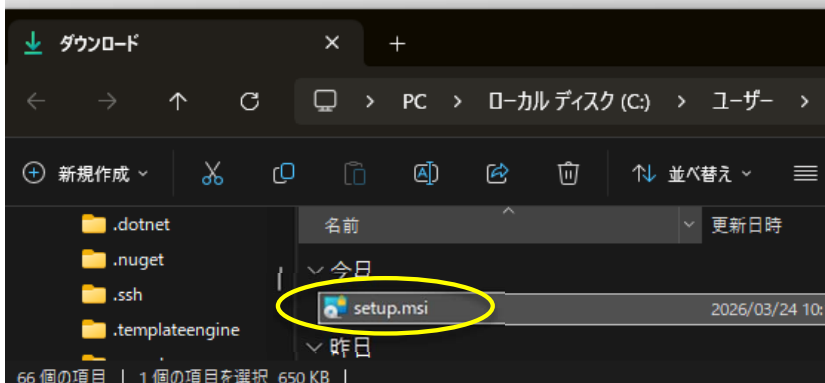 ダウンロード
PC > ローカル ディスク (C:) > ユーザー >
新規作成 並べ替え
.dotnet
.nuget
.ssh
.templateengine
名前 更新日時
今日
setup.msi 2026/03/24 10:
昨日
66 個の項目 | 1 個の項目を選択 650 KB |